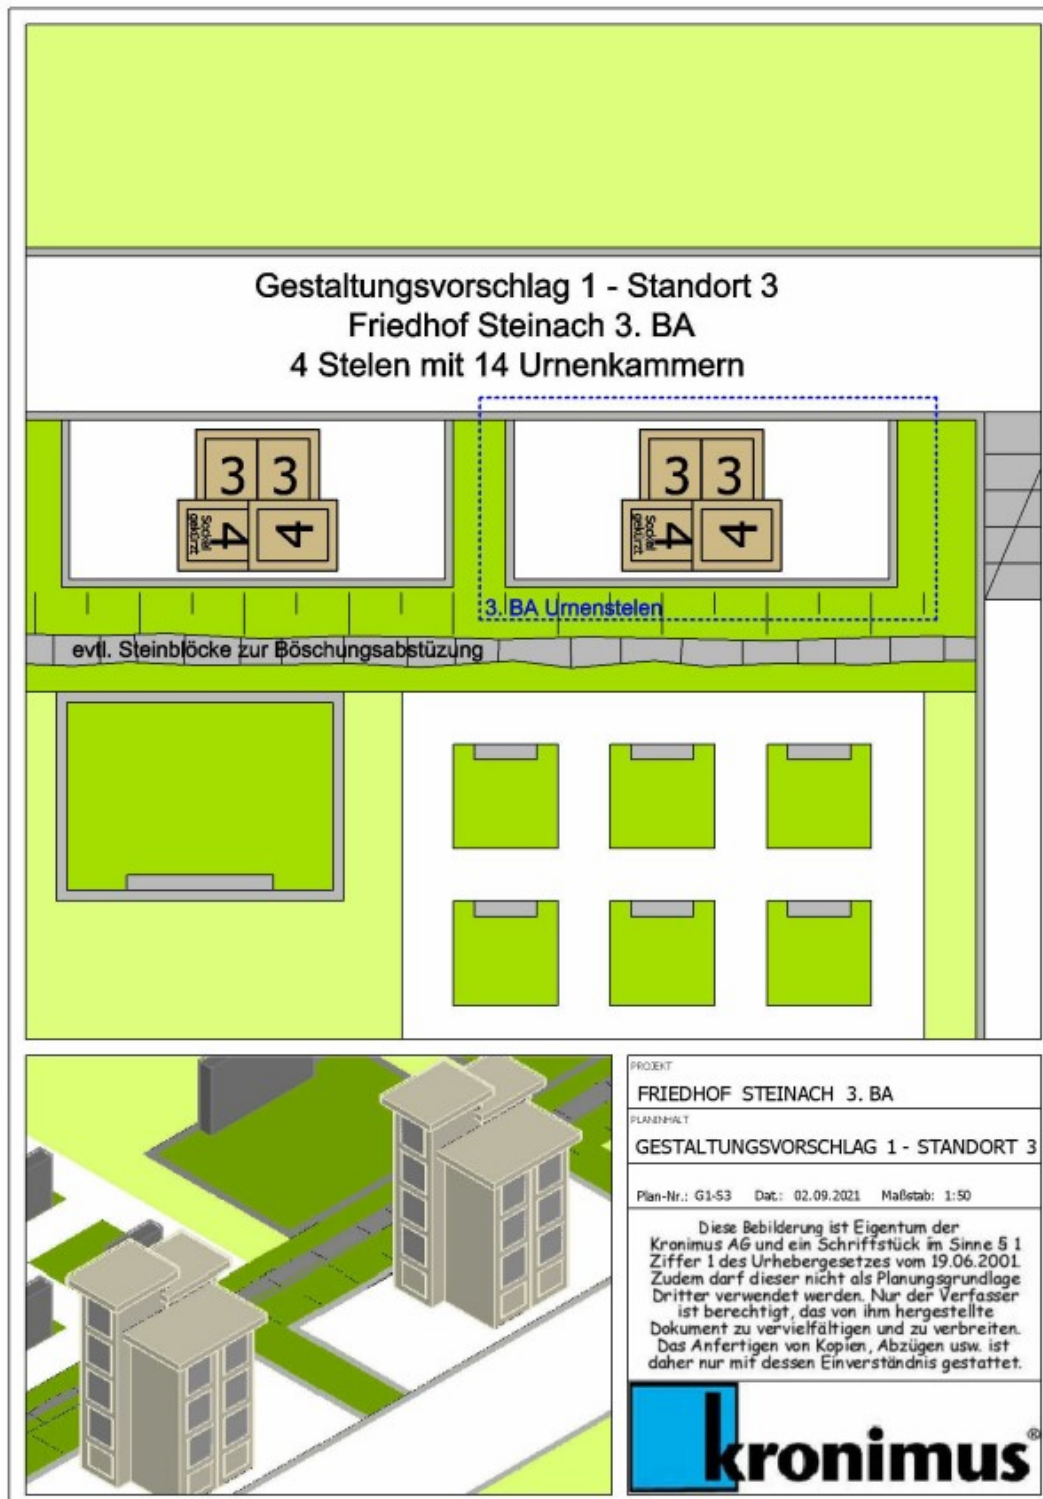 Gestaltungsvorschlag 1 - Standort 3
Friedhof Steinach 3. BA
4 Stelen mit 14 Urnenkammern
3 3
Sockel
gekürzt
4 4
3 3
Sockel
gekürzt
4 4
3. BA Urnenstelen
evtl. Steinblöcke zur Böschungsabstüzung
PROJEKT
FRIEDHOF STEINACH 3. BA
PLANINHALT
GESTALTUNGSVORSCHLAG 1 - STANDORT 3
Plan-Nr.: G1-S3 Dat.: 02.09.2021 Maßstab: 1:50
Diese Bebilderung ist Eigentum der
Kronimus AG und ein Schriftstück im Sinne § 1
Ziffer 1 des Urhebergesetzes vom 19.06.2001.
Zudem darf dieser nicht als Planungsgrundlage
Dritter verwendet werden. Nur der Verfasser
ist berechtigt, das von ihm hergestellte
Dokument zu vervielfältigen und zu verbreiten.
Das Anfertigen von Kopien, Abzügen usw. ist
daher nur mit dessen Einverständnis gestattet.
kronimus®